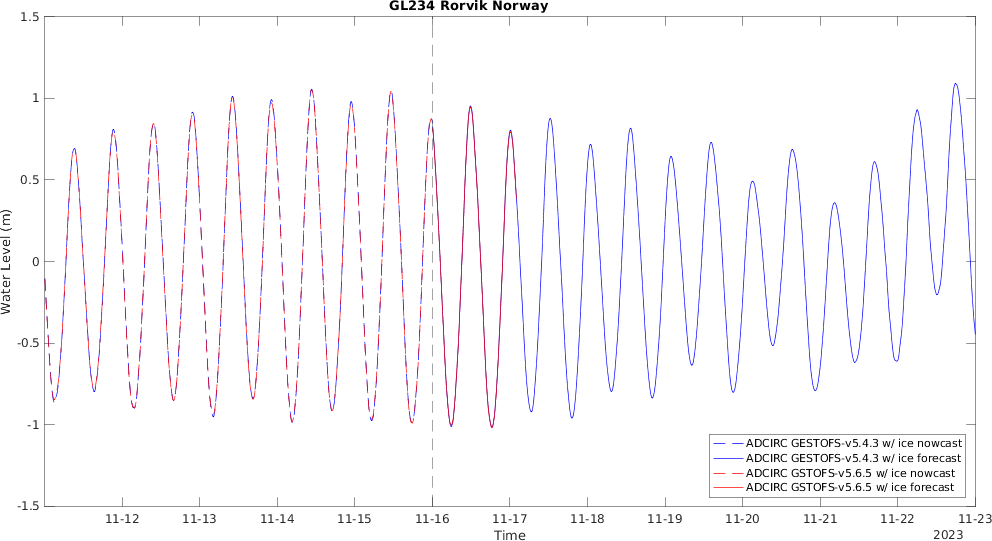 GL234 Rorvik Norway
1.5
1
0.5
0
-0.5
-1
-1.5
Water Level (m)
ADCIRC GESTOFS-v5.4.3 w/ ice nowcast
ADCIRC GESTOFS-v5.4.3 w/ ice forecast
ADCIRC GSTOFS-v5.6.5 w/ ice nowcast
ADCIRC GSTOFS-v5.6.5 w/ ice forecast
11-12 11-13 11-14 11-15 11-16 11-17 11-18 11-19 11-20 11-21 11-22 11-23
Time
2023